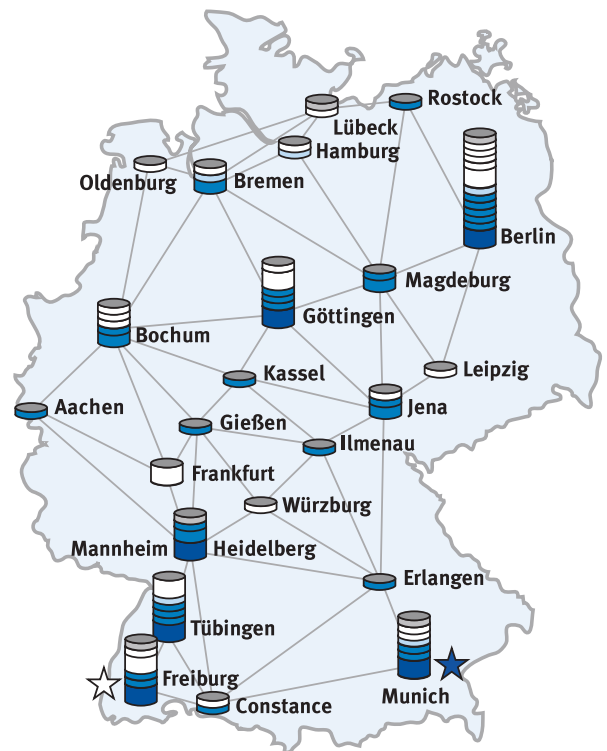 Rostock
Lübeck
Hamburg
Oldenburg
Bremen
Berlin
Magdeburg
Göttingen
Bochum
Leipzig
Kassel
Aachen
Jena
Gießen
Ilmenau
Frankfurt
Würzburg
Mannheim Heidelberg
Erlangen
Tübingen
Freiburg
Munich
Constance